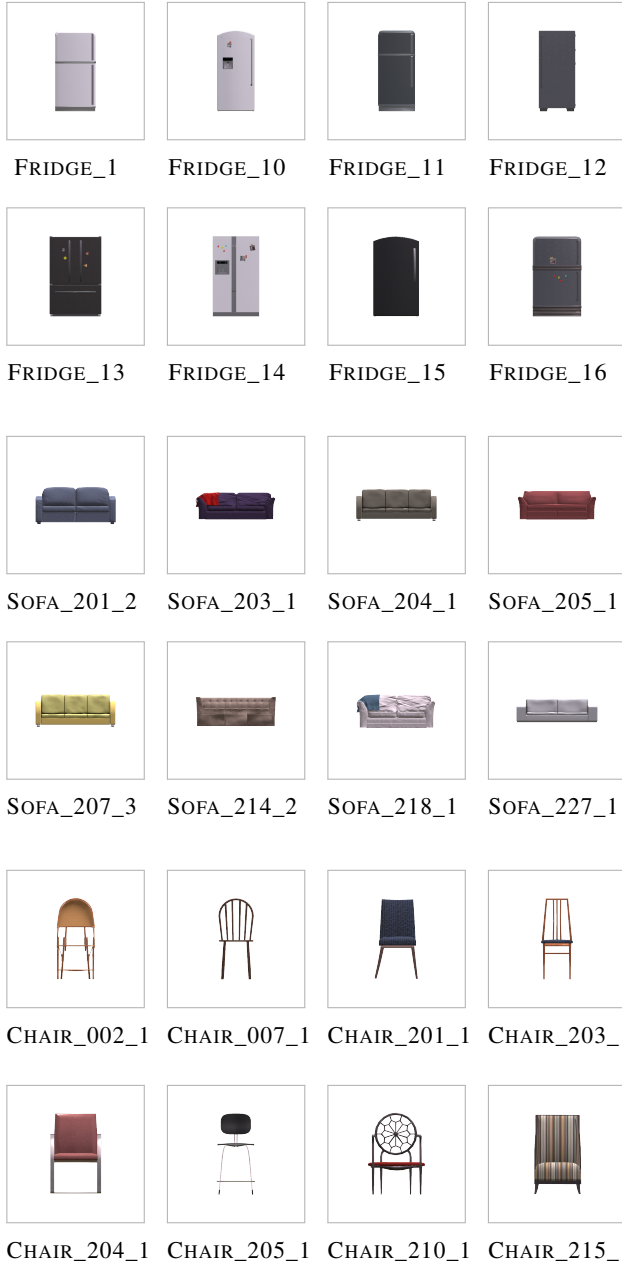 FRIDGE_1 FRIDGE_10 FRIDGE_11 FRIDGE_12
FRIDGE_13 FRIDGE_14 FRIDGE_15 FRIDGE_16
SOFA_201_2 SOFA_203_1 SOFA_204_1 SOFA_205_1
SOFA_207_3 SOFA_214_2 SOFA_218_1 SOFA_227_1
CHAIR_002_1 CHAIR_007_1 CHAIR_201_1 CHAIR_203_
CHAIR_204_1 CHAIR_205_1 CHAIR_210_1 CHAIR_215_